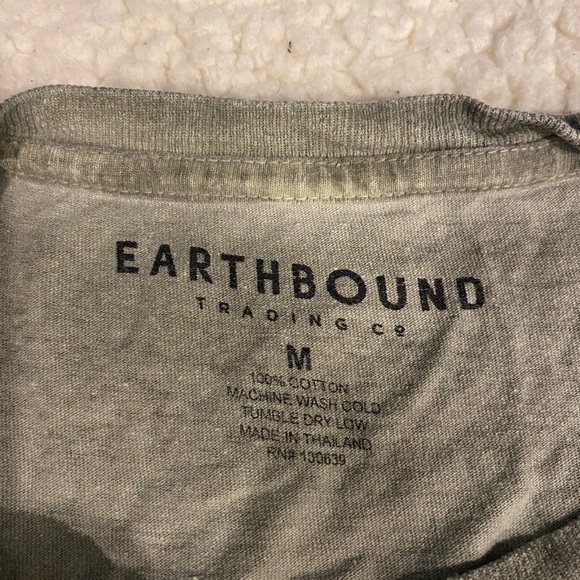 EARTHBOUND
TRADING Co
M
100% COTTON
MACHINE WASH COLD
TUMBLE DRY LOW
MADE IN THAILAND
RN# 130639